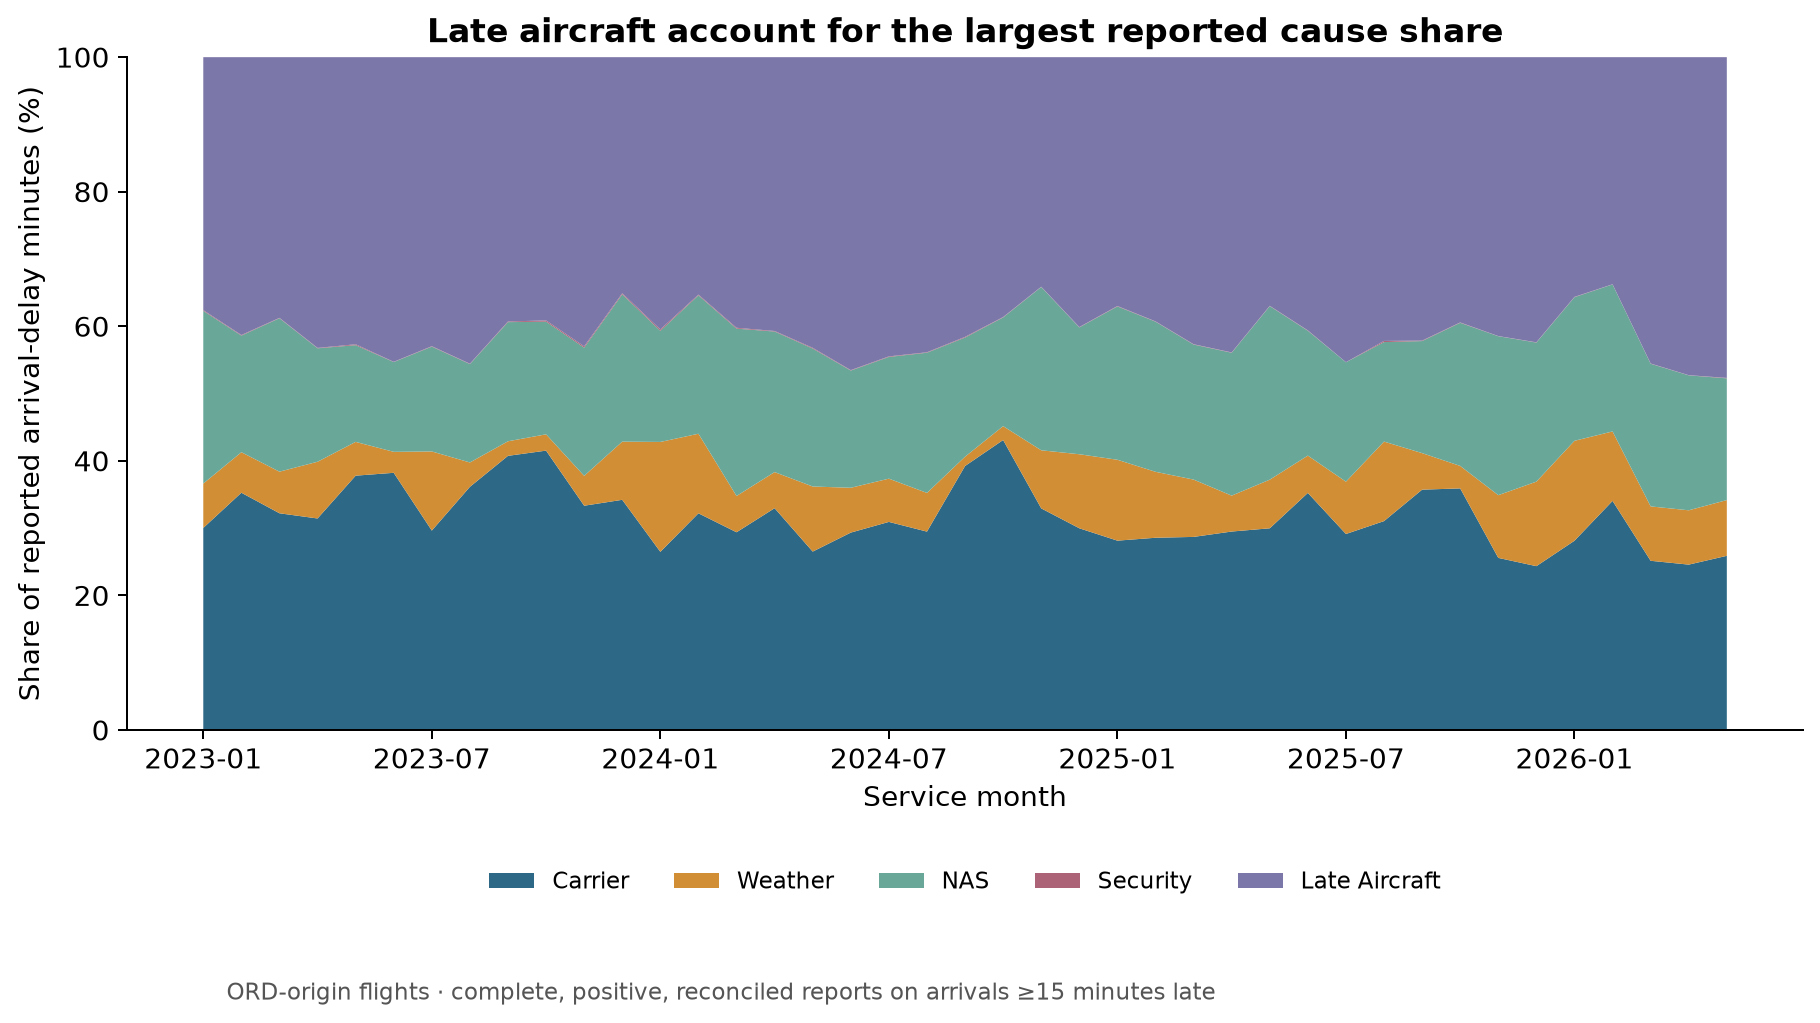 Late aircraft account for the largest reported cause share
Share of reported arrival-delay minutes (%)
100
80
60
40
20
0
2023-01 2023-07 2024-01 2024-07 2025-01 2025-07 2026-01
Service month
Carrier Weather NAS Security Late Aircraft
ORD-origin flights · complete, positive, reconciled reports on arrivals ≥15 minutes late